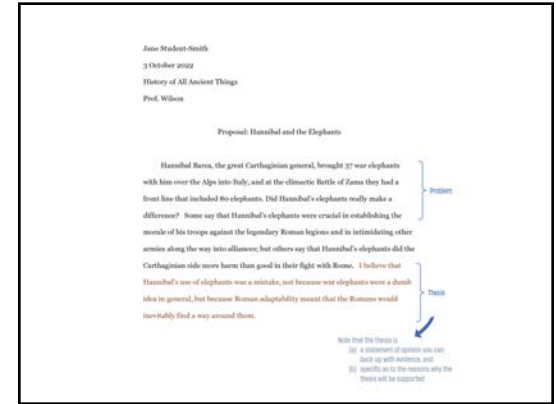 Jane Student-Smith
3 October 2022
History of All Ancient Things
Prof. Wilson
Proposal: Hannibal and the Elephants
Hannibal Barca, the great Carthaginian general, brought 37 war elephants
with him over the Alps into Italy, and at the climactic Battle of Zama they had a
front line that included 80 elephants. Did Hannibal's elephants really make a
difference? Some say that Hannibal's elephants were crucial in establishing the
morale of his troops against the legendary Roman legions and in intimidating other
armies along the way into alliances; but others say that Hannibal's elephants did the
Carthaginian side more harm than good in their fight with Rome. I believe that
Hannibal's use of elephants was a mistake, not because war elephants were a dumb
idea in general, but because Roman adaptability meant that the Romans would
inevitably find a way around them.
Problem
Thesis
Note that the thesis is
(a) a statement of opinion you can
back up with evidence, and
(b) specific as to the reasons why the
thesis will be supported